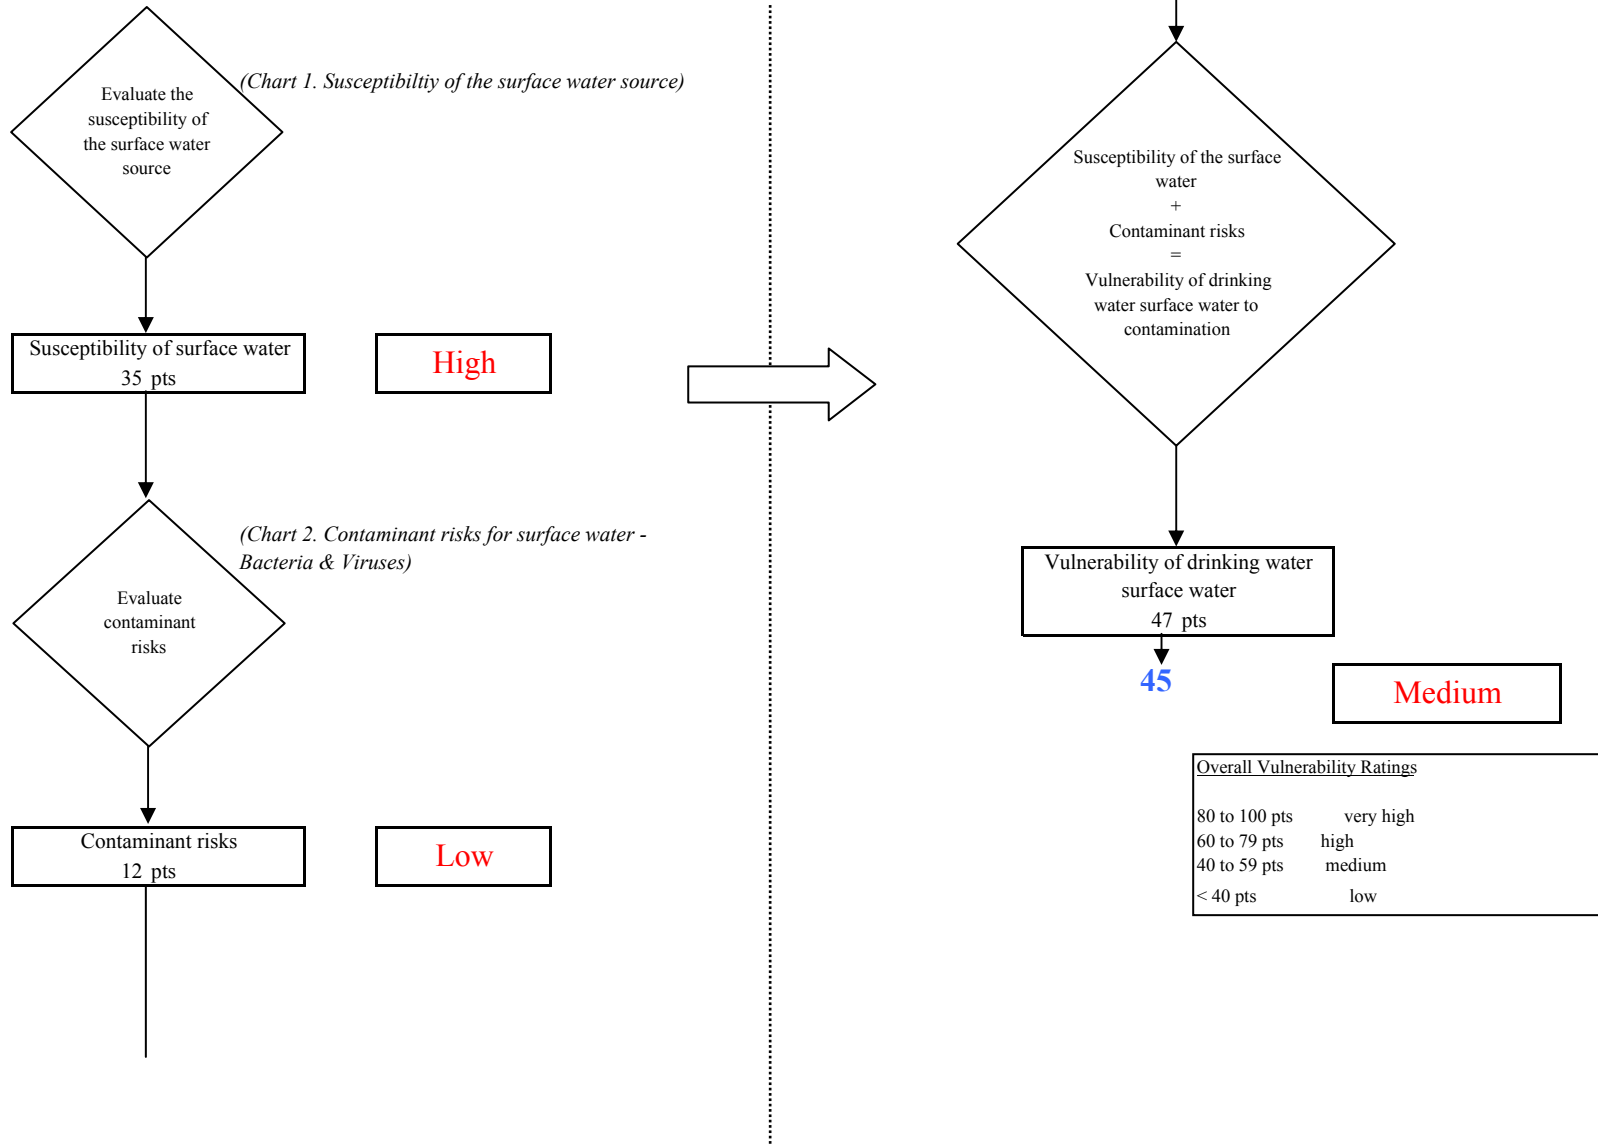 Evaluate the
susceptibility of
the surface water
source
(Chart 1. Susceptibiltiy of the surface water source)
Susceptibility of surface water
35 pts
High
(Chart 2. Contaminant risks for surface water -
Bacteria & Viruses)
Evaluate
contaminant
risks
Contaminant risks
12 pts
Low
Susceptibility of the surface
water
+
Contaminant risks
=
Vulnerability of drinking
water surface water to
contamination
Vulnerability of drinking water
surface water
47 pts
45
Medium
Overall Vulnerability Ratings
80 to 100 pts very high
60 to 79 pts high
40 to 59 pts medium
< 40 pts low